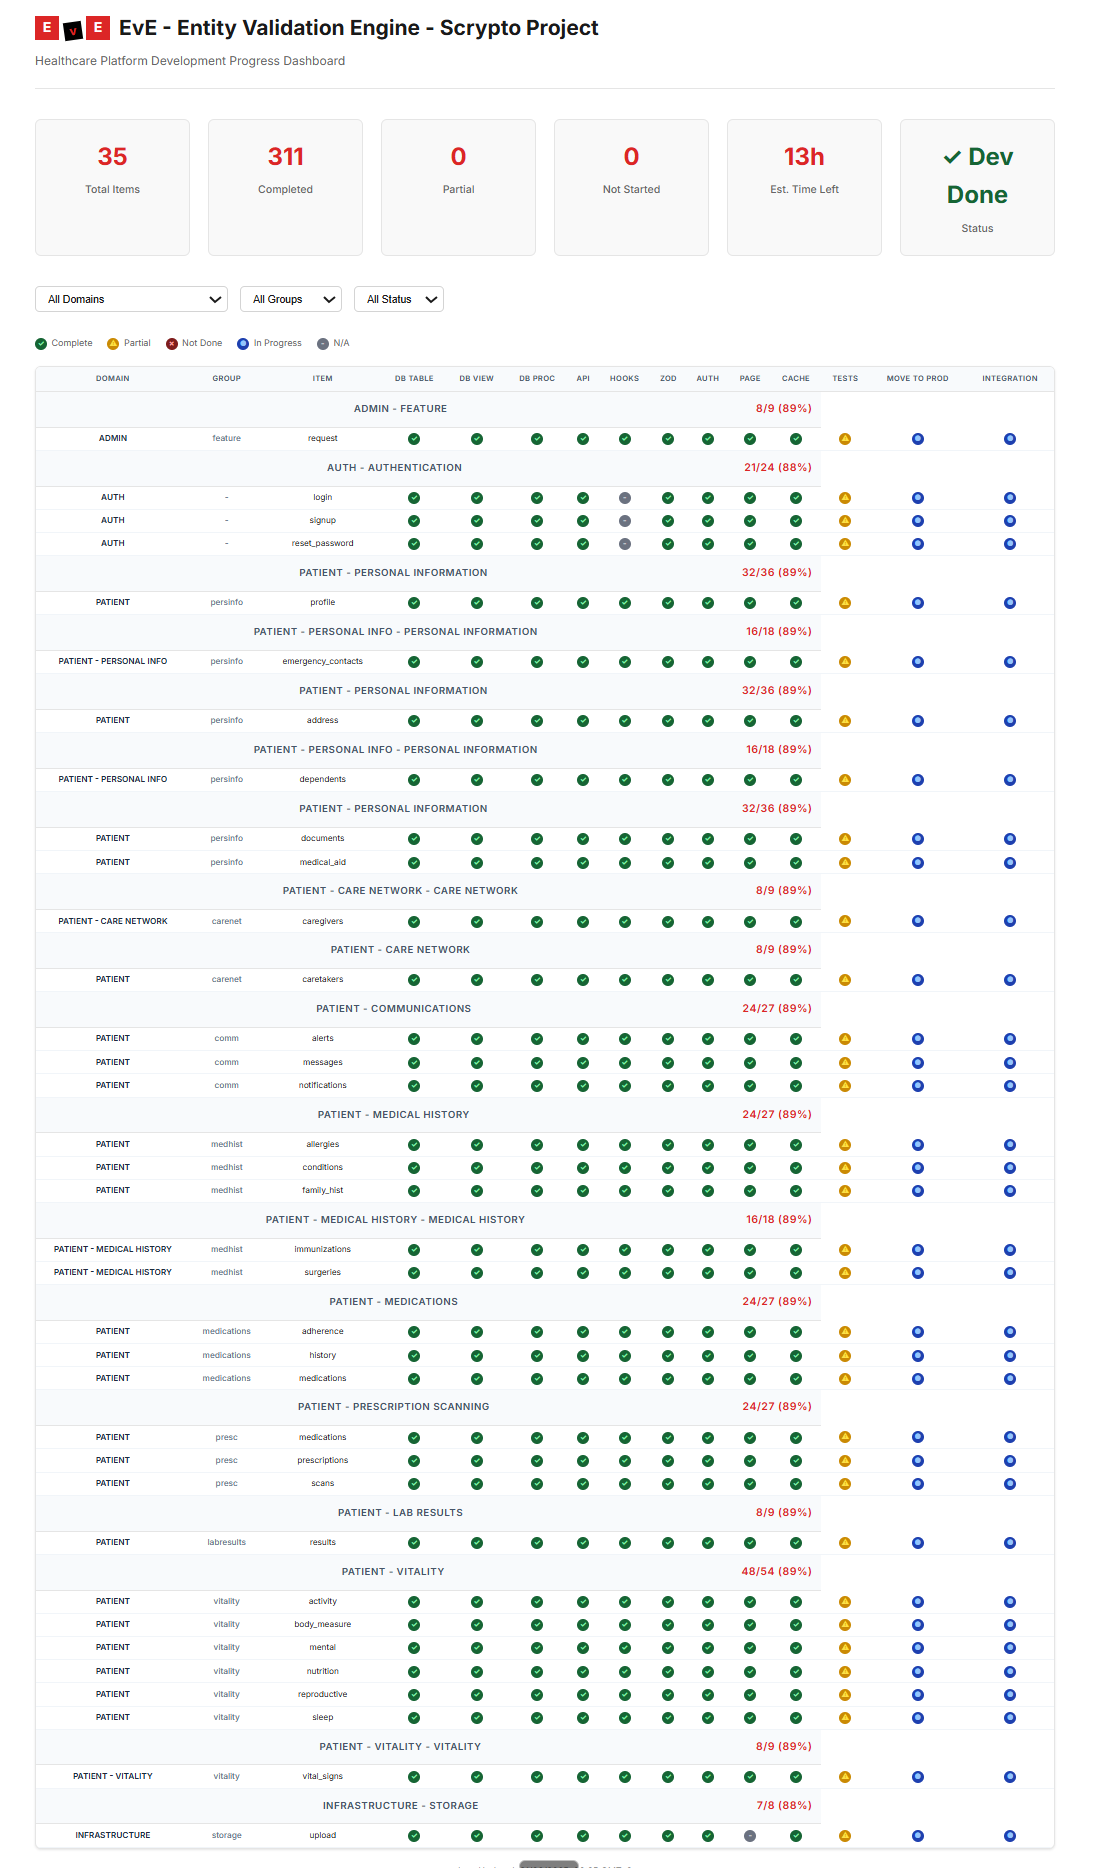 E v E EvE - Entity Validation Engine - Scrypto Project
Healthcare Platform Development Progress Dashboard
35 311 0 0 13h ✓ Dev Done
Total Items Completed Partial Not Started Est. Time Left Status
All Domains All Groups All Status
Complete Partial Not Done In Progress N/A
DOMAIN GROUP ITEM DB TABLE DB VIEW DB PROC API HOOKS ZOD AUTH PAGE CACHE TESTS MOVE TO PROD INTEGRATION
ADMIN - FEATURE 8/9 (89%)
ADMIN feature request
AUTH - AUTHENTICATION 21/24 (88%)
AUTH - login
AUTH - signup
AUTH - reset_password
PATIENT - PERSONAL INFORMATION 32/36 (89%)
PATIENT persinfo profile
PATIENT - PERSONAL INFO - PERSONAL INFORMATION 16/18 (89%)
PATIENT - PERSONAL INFO persinfo emergency_contacts
PATIENT - PERSONAL INFORMATION 32/36 (89%)
PATIENT persinfo address
PATIENT - PERSONAL INFO - PERSONAL INFORMATION 16/18 (89%)
PATIENT - PERSONAL INFO persinfo dependents
PATIENT - PERSONAL INFORMATION 32/36 (89%)
PATIENT persinfo documents
PATIENT persinfo medical_aid
PATIENT - CARE NETWORK - CARE NETWORK 8/9 (89%)
PATIENT - CARE NETWORK carenet caregivers
PATIENT - CARE NETWORK 8/9 (89%)
PATIENT carenet caretakers
PATIENT - COMMUNICATIONS 24/27 (89%)
PATIENT comm alerts
PATIENT comm messages
PATIENT comm notifications
PATIENT - MEDICAL HISTORY 24/27 (89%)
PATIENT medhist allergies
PATIENT medhist conditions
PATIENT medhist family_hist
PATIENT - MEDICAL HISTORY - MEDICAL HISTORY 16/18 (89%)
PATIENT - MEDICAL HISTORY medhist immunizations
PATIENT - MEDICAL HISTORY medhist surgeries
PATIENT - MEDICATIONS 24/27 (89%)
PATIENT medications adherence
PATIENT medications history
PATIENT medications medications
PATIENT - PRESCRIPTION SCANNING 24/27 (89%)
PATIENT presc medications
PATIENT presc prescriptions
PATIENT presc scans
PATIENT - LAB RESULTS 8/9 (89%)
PATIENT labresults results
PATIENT - VITALITY 48/54 (89%)
PATIENT vitality activity
PATIENT vitality body_measure
PATIENT vitality mental
PATIENT vitality nutrition
PATIENT vitality reproductive
PATIENT vitality sleep
PATIENT - VITALITY - VITALITY 8/9 (89%)
PATIENT - VITALITY vitality vital_signs
INFRASTRUCTURE - STORAGE 7/8 (88%)
INFRASTRUCTURE storage upload